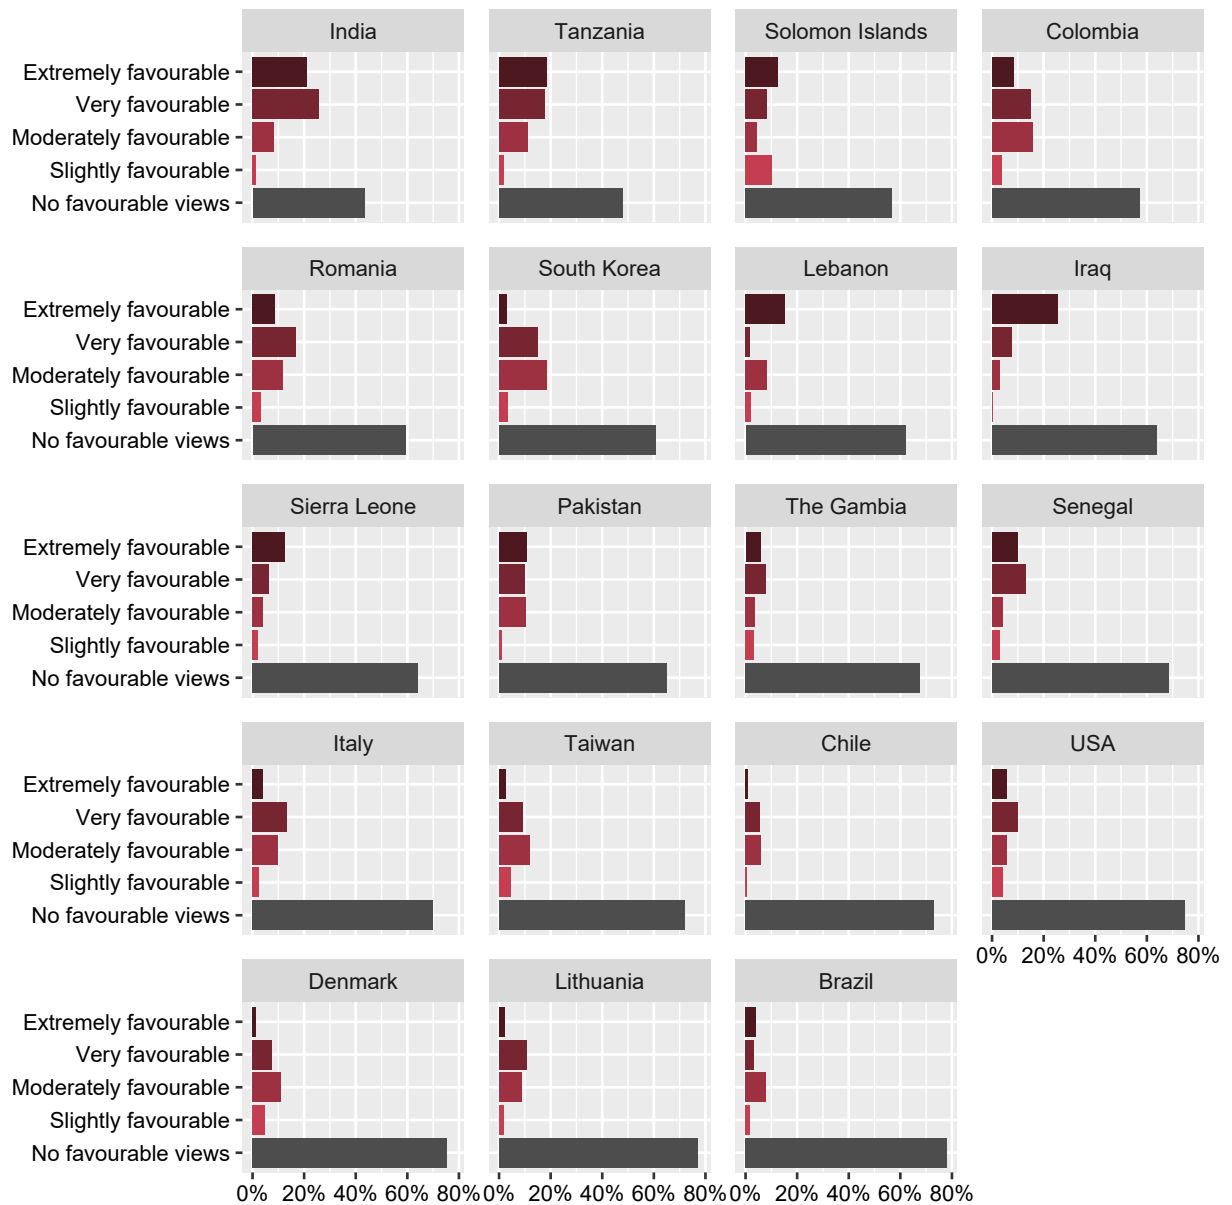 India Tanzania Solomon Islands Colombia
Extremely favourable
Very favourable
Moderately favourable
Slightly favourable
No favourable views
Romania South Korea Lebanon Iraq
Extremely favourable
Very favourable
Moderately favourable
Slightly favourable
No favourable views
Sierra Leone Pakistan The Gambia Senegal
Extremely favourable
Very favourable
Moderately favourable
Slightly favourable
No favourable views
Italy Taiwan Chile USA
Extremely favourable
Very favourable
Moderately favourable
Slightly favourable
No favourable views
0% 20% 40% 60% 80%
Denmark Lithuania Brazil
Extremely favourable
Very favourable
Moderately favourable
Slightly favourable
No favourable views
0% 20% 40% 60% 80% 0% 20% 40% 60% 80% 0% 20% 40% 60% 80%